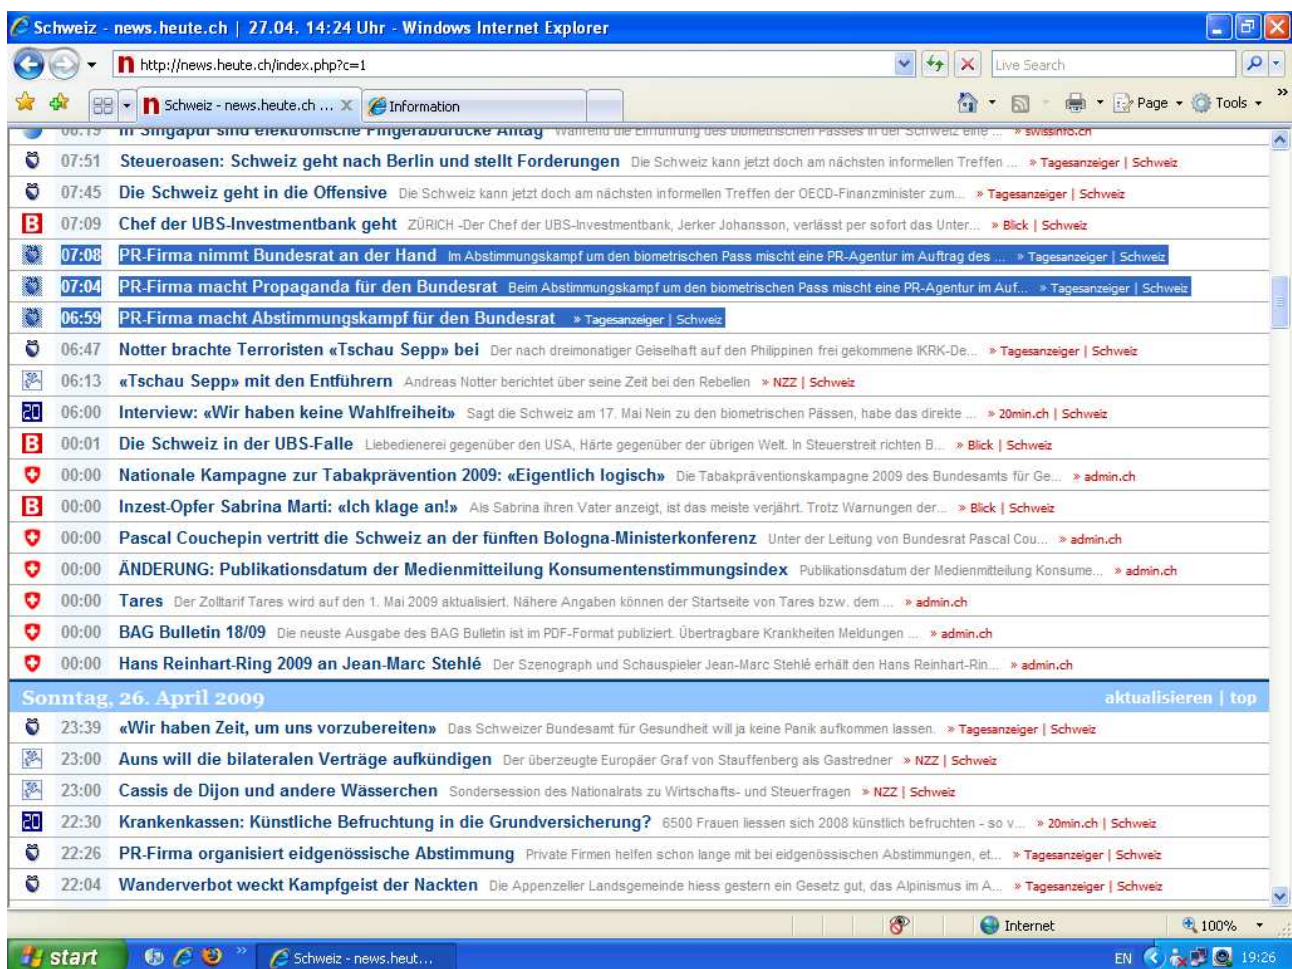 Schweiz - news.heute.ch | 27.04. 14:24 Uhr - Windows Internet Explorer
http://news.heute.ch/index.php?c=1
Live Search
Schweiz - news.heute.ch ... Information Page Tools »
06:19 In Singapur sind elektronische Fingerabdrücke Alltag Während die Einführung des biometrischen Passes in der Schweiz eine ... » swissinfo.ch
07:51 Steueroasen: Schweiz geht nach Berlin und stellt Forderungen Die Schweiz kann jetzt doch am nächsten informellen Treffen ... » Tagesanzeiger | Schweiz
07:45 Die Schweiz geht in die Offensive Die Schweiz kann jetzt doch am nächsten informellen Treffen der OECD-Finanzminister zum... » Tagesanzeiger | Schweiz
B 07:09 Chef der UBS-Investmentbank geht ZÜRICH -Der Chef der UBS-Investmentbank, Jerker Johansson, verlässt per sofort das Unter... » Blick | Schweiz
07:08 PR-Firma nimmt Bundesrat an der Hand Im Abstimmungskampf um den biometrischen Pass mischt eine PR-Agentur im Auftrag des ... » Tagesanzeiger | Schweiz
07:04 PR-Firma macht Propaganda für den Bundesrat Beim Abstimmungskampf um den biometrischen Pass mischt eine PR-Agentur im Auf... » Tagesanzeiger | Schweiz
06:59 PR-Firma macht Abstimmungskampf für den Bundesrat » Tagesanzeiger | Schweiz
06:47 Notter brachte Terroristen «Tschau Sepp» bei Der nach dreimonatiger Geiselhaft auf den Philippinen frei gekommene IKRK-De... » Tagesanzeiger | Schweiz
06:13 «Tschau Sepp» mit den Entführern Andreas Notter berichtet über seine Zeit bei den Rebellen » NZZ | Schweiz
20 06:00 Interview: «Wir haben keine Wahlfreiheit» Sagt die Schweiz am 17. Mai Nein zu den biometrischen Pässen, habe das direkte ... » 20min.ch | Schweiz
B 00:01 Die Schweiz in der UBS-Falle Liebedienerei gegenüber den USA, Härte gegenüber der übrigen Welt. In Steuerstreit richten B... » Blick | Schweiz
00:00 Nationale Kampagne zur Tabakprävention 2009: «Eigentlich logisch» Die Tabakpräventionskampagne 2009 des Bundesamts für Ge... » admin.ch
B 00:00 Inzest-Opfer Sabrina Marti: «Ich klage an!» Als Sabrina ihren Vater anzeigt, ist das meiste verjährt. Trotz Warnungen der... » Blick | Schweiz
00:00 Pascal Couchepin vertritt die Schweiz an der fünften Bologna-Ministerkonferenz Unter der Leitung von Bundesrat Pascal Cou... » admin.ch
00:00 ÄNDERUNG: Publikationsdatum der Medienmitteilung Konsumentenstimmungsindex Publikationsdatum der Medienmitteilung Konsume... » admin.ch
00:00 Tares Der Zolltarif Tares wird auf den 1. Mai 2009 aktualisiert. Nähere Angaben können der Startseite von Tares bzw. dem ... » admin.ch
00:00 BAG Bulletin 18/09 Die neuste Ausgabe des BAG Bulletin ist im PDF-Format publiziert. Übertragbare Krankheiten Meldungen ... » admin.ch
00:00 Hans Reinhart-Ring 2009 an Jean-Marc Stehlé Der Szenograph und Schauspieler Jean-Marc Stehlé erhält den Hans Reinhart-Rin... » admin.ch
Sonntag, 26. April 2009 aktualisieren | top
23:39 «Wir haben Zeit, um uns vorzubereiten» Das Schweizer Bundesamt für Gesundheit will ja keine Panik aufkommen lassen. » Tagesanzeiger | Schweiz
23:00 Auns will die bilateralen Verträge aufkündigen Der überzeugte Europäer Graf von Stauffenberg als Gastredner » NZZ | Schweiz
23:00 Cassis de Dijon und andere Wässerchen Sondersession des Nationalrats zu Wirtschafts- und Steuerfragen » NZZ | Schweiz
20 22:30 Krankenkassen: Künstliche Befruchtung in die Grundversicherung? 6500 Frauen liessen sich 2008 künstlich befruchten - so v... » 20min.ch | Schweiz
22:26 PR-Firma organisiert eidgenössische Abstimmung Private Firmen helfen schon lange mit bei eidgenössischen Abstimmungen, et... » Tagesanzeiger | Schweiz
22:04 Wanderverbot weckt Kampfgeist der Nackten Die Appenzeller Landsgemeinde hiess gestern ein Gesetz gut, das Alpinismus im A... » Tagesanzeiger | Schweiz
Internet 100%
start » Schweiz - news.heut... EN 19:26